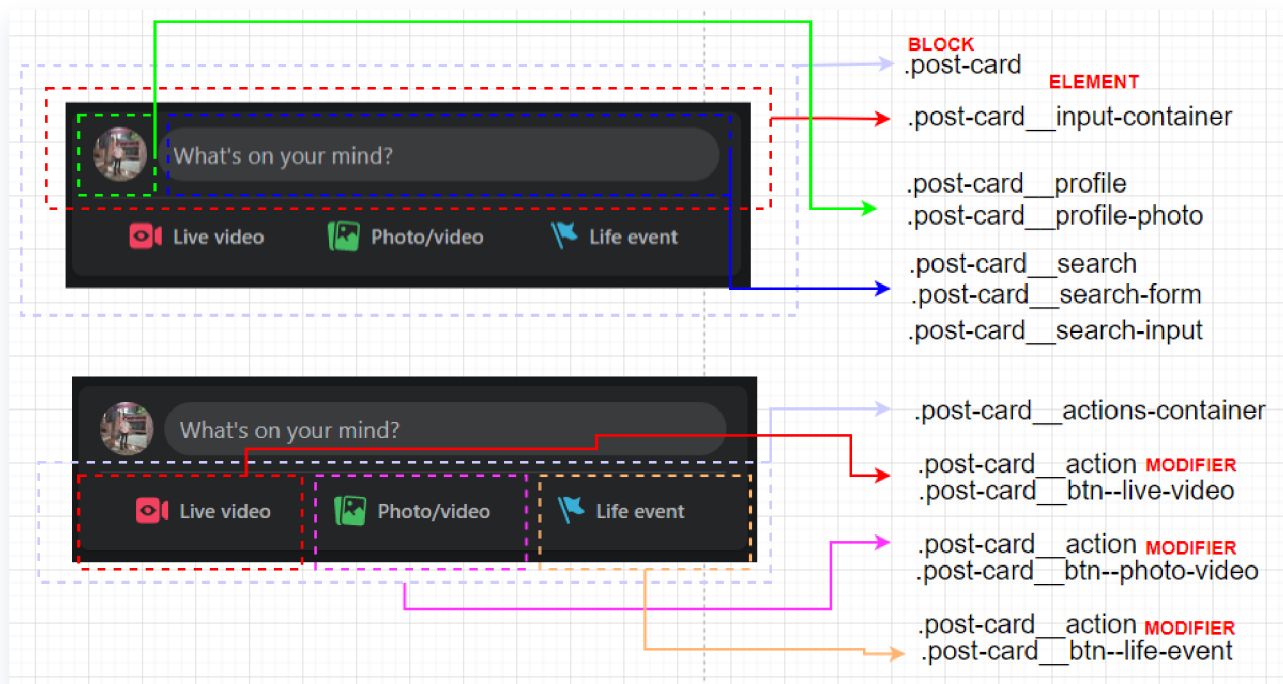 BLOCK
.post-card
ELEMENT
.post-card__input-container
What's on your mind?
.post-card__profile
.post-card__profile-photo
Live video
Photo/video
Life event
.post-card__search
.post-card__search-form
.post-card__search-input
What's on your mind?
.post-card__actions-container
.post-card__action MODIFIER
.post-card__btn--live-video
Live video
Photo/video
Life event
.post-card__action MODIFIER
.post-card__btn--photo-video
.post-card__action MODIFIER
.post-card__btn--life-event